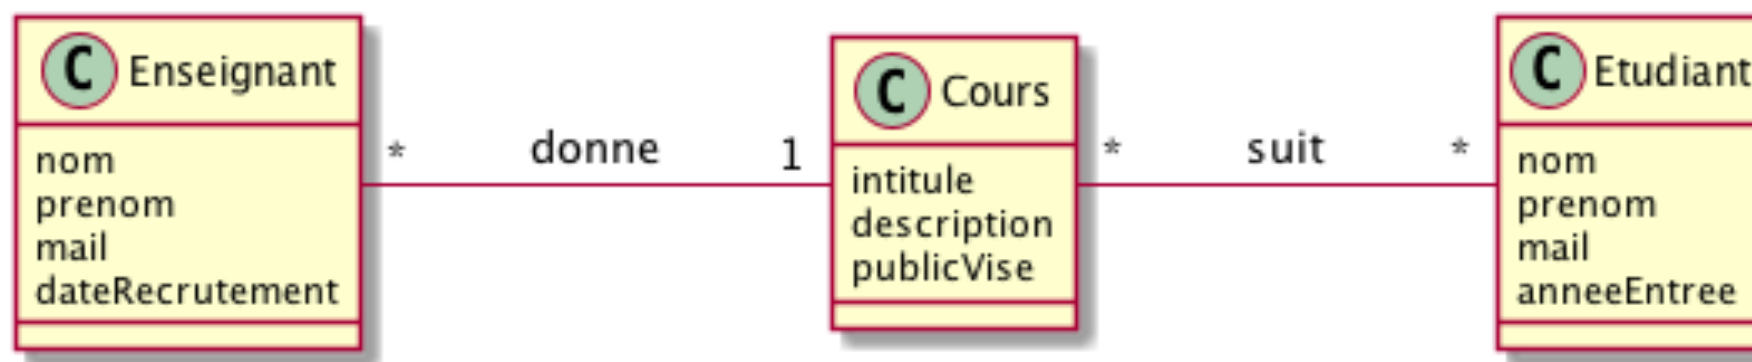 C Enseignant
nom
prenom
mail
dateRecrutement
* donne 1
C Cours
intitule
description
publicVise
* suit *
C Etudiant
nom
prenom
mail
anneeEntree